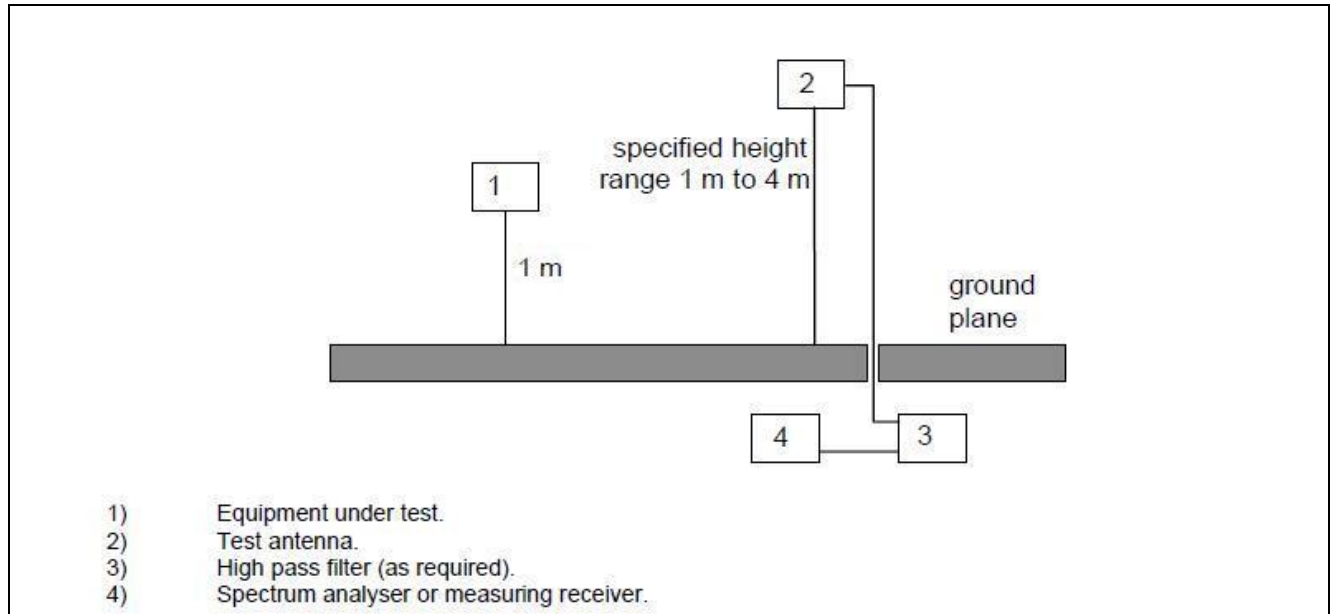 2
specified height
range 1 m to 4 m
1
1 m
ground
plane
4
3
1) Equipment under test.
2) Test antenna.
3) High pass filter (as required).
4) Spectrum analyser or measuring receiver.